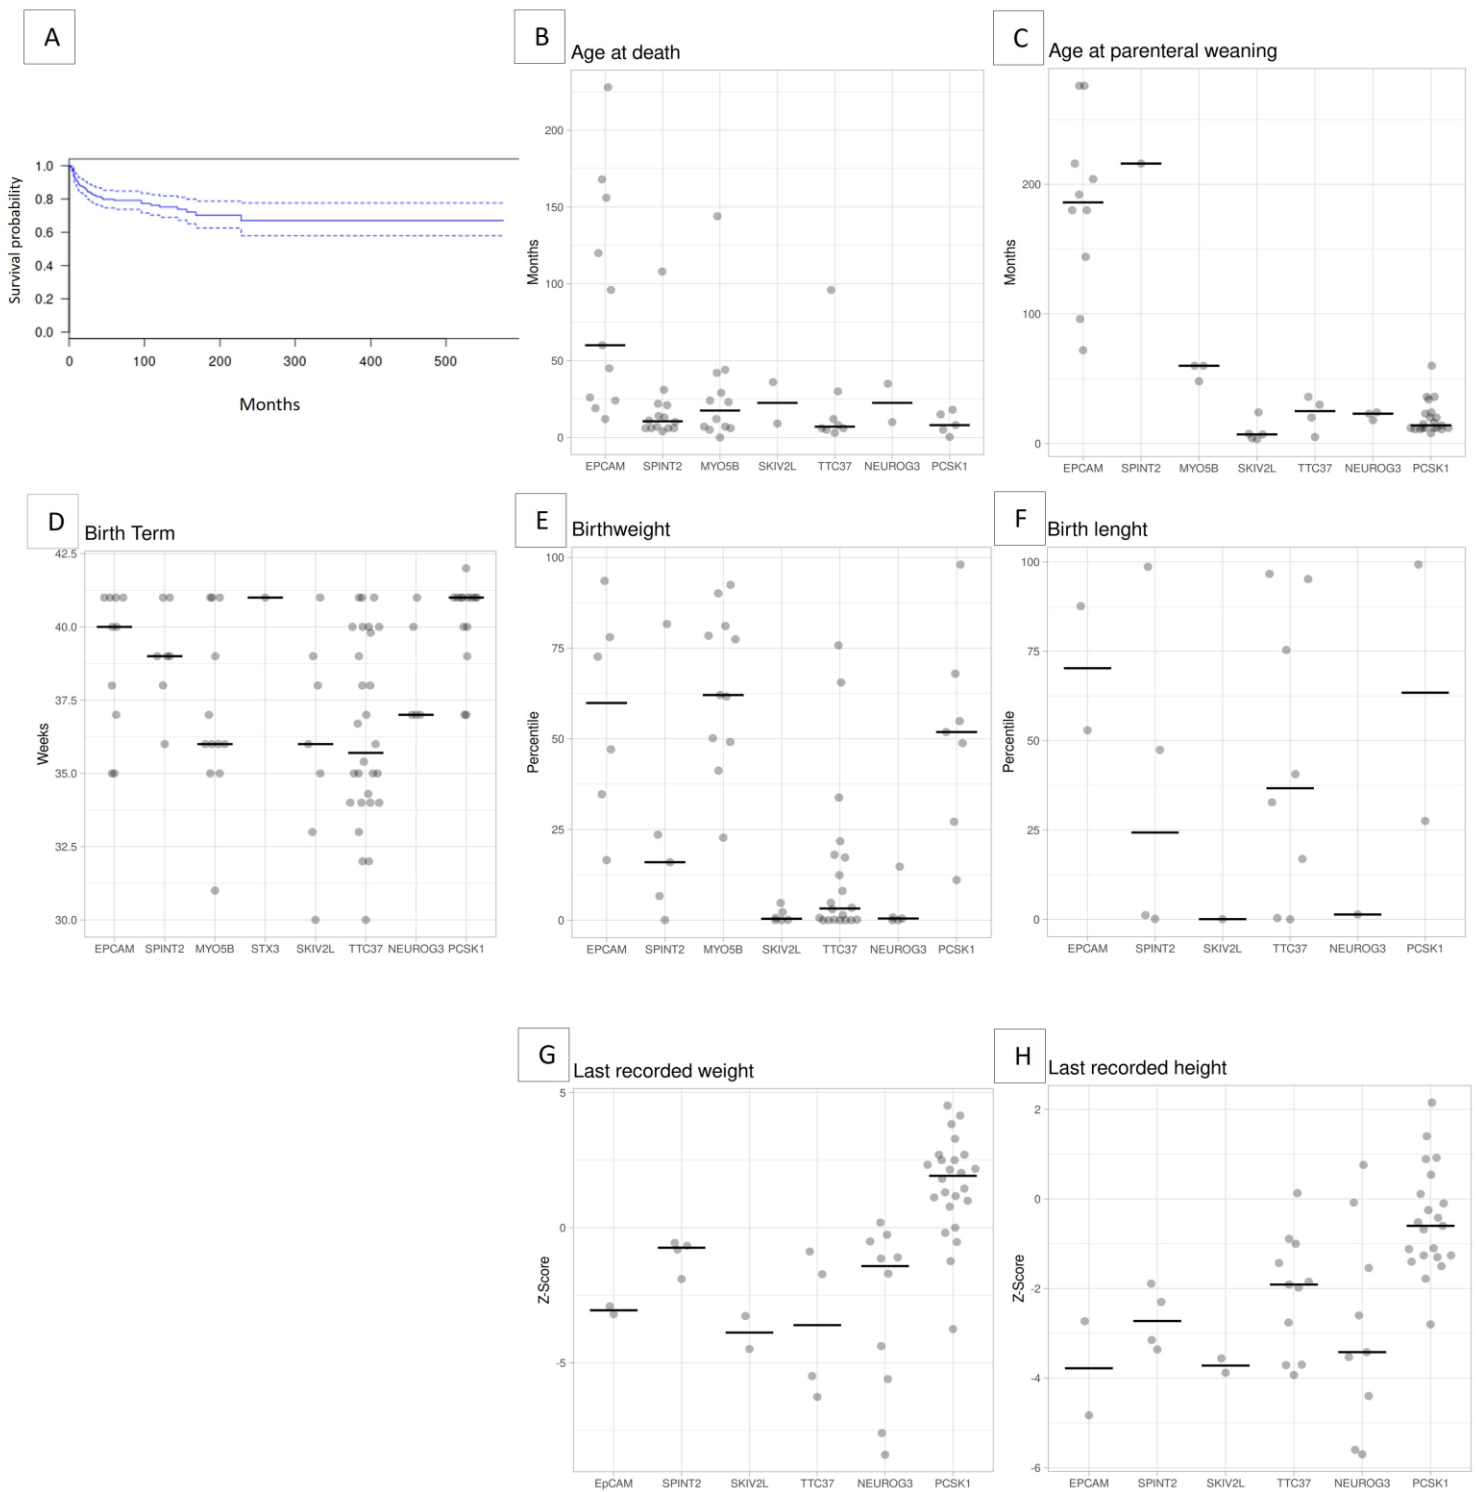 A
Survival probability
1.0
0.8
0.6
0.4
0.2
0.0
0 100 200 300 400 500
Months
B
Age at death
Months
200
150
100
50
0
EPCAM SPINT2 MYO5B SKIV2L TTC37 NEUROG3 PCSK1
C
Age at parenteral weaning
Months
200
100
0
EPCAM SPINT2 MYO5B SKIV2L TTC37 NEUROG3 PCSK1
D
Birth Term
Weeks
42.5
40.0
37.5
35.0
32.5
30.0
EPCAM SPINT2 MYO5B STX3 SKIV2L TTC37 NEUROG3 PCSK1
E
Birthweight
Percentile
100
75
50
25
0
EPCAM SPINT2 MYO5B SKIV2L TTC37 NEUROG3 PCSK1
F
Birth lenght
Percentile
100
75
50
25
0
EPCAM SPINT2 SKIV2L TTC37 NEUROG3 PCSK1
G
Last recorded weight
Z-Score
5
0
-5
EpCAM SPINT2 SKIV2L TTC37 NEUROG3 PCSK1
H
Last recorded height
Z-Score
2
0
-2
-4
-6
EPCAM SPINT2 SKIV2L TTC37 NEUROG3 PCSK1